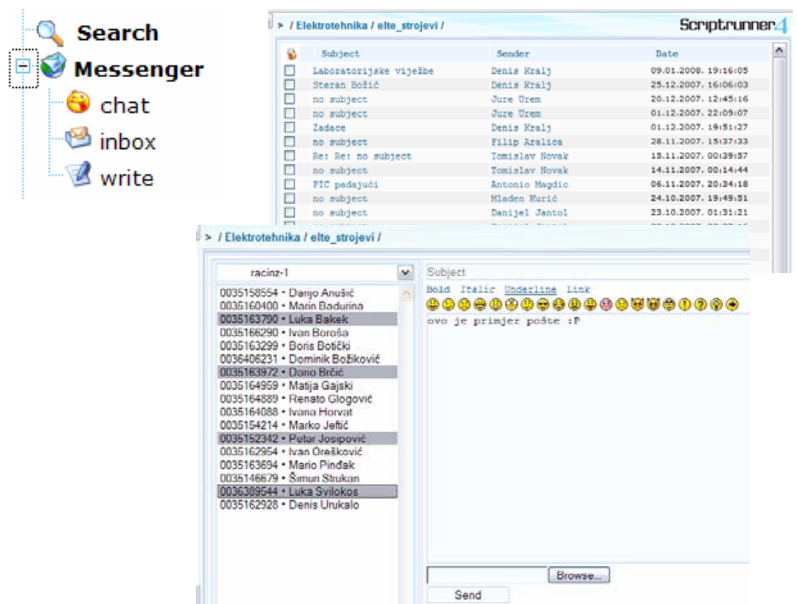 Search
Messenger
chat
inbox
write
> / Elektrotehnika / elte_strojevi /
Scriptrunner4
Subject Sender Date
Laboratorijske viježbe Denis Kralj 09.01.2008. 19:16:05
Steran Božić Denis Kralj 25.12.2007. 16:06:03
no subject Jure Urem 20.12.2007. 12:45:16
no subject Jure Urem 01.12.2007. 22:09:07
Zadace Denis Kralj 01.12.2007. 19:51:27
no subject Filip Aralica 28.11.2007. 15:37:33
Re: Re: no subject Tomislav Novak 15.11.2007. 00:39:57
no subject Tomislav Novak 14.11.2007. 00:14:44
PIC padajući Antonio Magdic 06.11.2007. 20:34:18
no subject Mladen Kurić 24.10.2007. 19:49:51
no subject Danijel Jantol 23.10.2007. 01:31:21
> / Elektrotehnika / elte_strojevi /
racinz-1
0035158554 • Danjo Anušić
0035160400 • Marin Badurina
0035163790 • Luka Bakek
0035166290 • Ivan Boroša
0035163299 • Boris Botički
0036406231 • Dominik Božiković
0035163972 • Dario Brčić
0035164959 • Matija Gajski
0035164889 • Renato Glogović
0035164088 • Ivana Horvat
0035154214 • Marko Jeftić
0035152342 • Petar Josipović
0035162954 • Ivan Orešković
0035163694 • Mario Pinđak
0035146679 • Šimun Strukan
0036389544 • Luka Svilokos
0035162928 • Denis Urukalo
Subject
Bold Italic Underline Link
ovo je primjer pošte :P
Browse...
Send